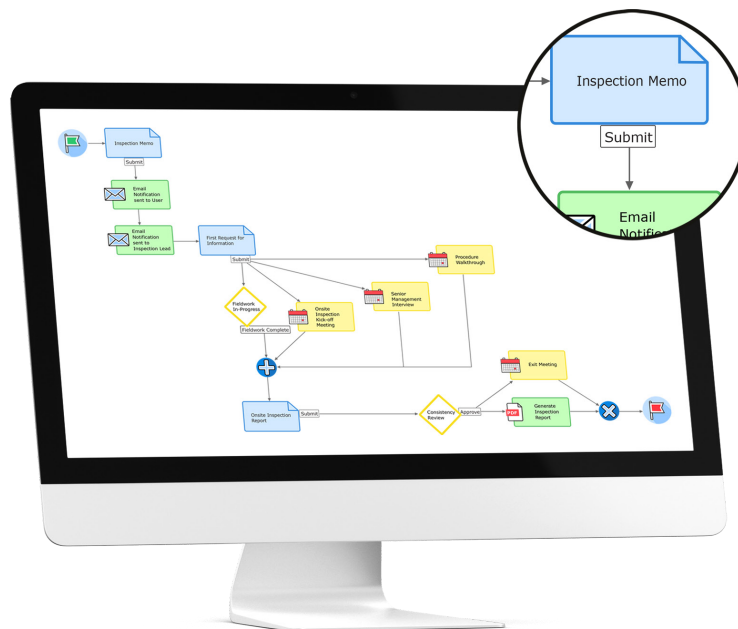 Inspection Memo
Submit
Email
Notification
sent to User
Email
Notification
sent to
Inspection Lead
First Request for
Information
Submit
Procedure
Walkthrough
Senior
Management
Interview
Onsite
Inspection
Kick-off
Meeting
Fieldwork
In-Progress
Fieldwork Complete
Exit Meeting
Onsite Inspection
Report
Submit
Consistency
Review
Approve
PDF
Generate
Inspection
Report
Inspection Memo
Submit
Email